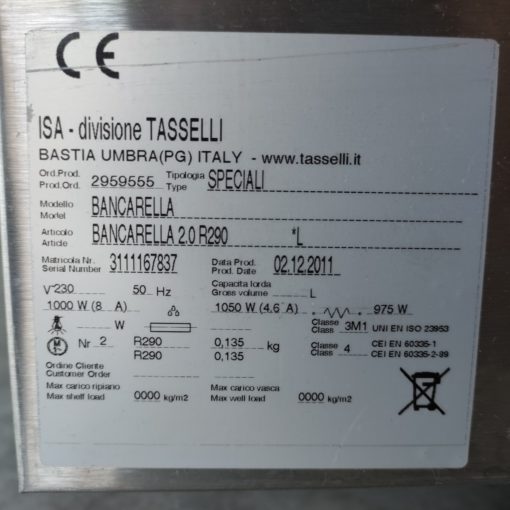 CE
ISA - divisione TASSELLI
BASTIA UMBRA(PG) ITALY - www.tasselli.it
Ord.Prod. Prod.Ord. 2959555 Tipologia Type SPECIALI
Modello Model BANCARELLA
Articolo Article BANCARELLA 2.0 R290 *L
Matricola Nr. Serial Number 3111167837 Data Prod. Prod. Date 02.12.2011
V~230 50 Hz Capacita lorda Gross volume L
1000 W (8 A) 1050 W (4.6 A) 975 W
W Classe Class 3M1 UNI EN ISO 23953
Nr 2 R290 0,135 kg Classe Class 4 CEI EN 60335-1
R290 0,135 CEI EN 60335-2-89
Ordine Cliente
Customer Order
Max carico ripiano Max shelf load 0000 kg/m2 Max carico vasca Max well load 0000 kg/m2